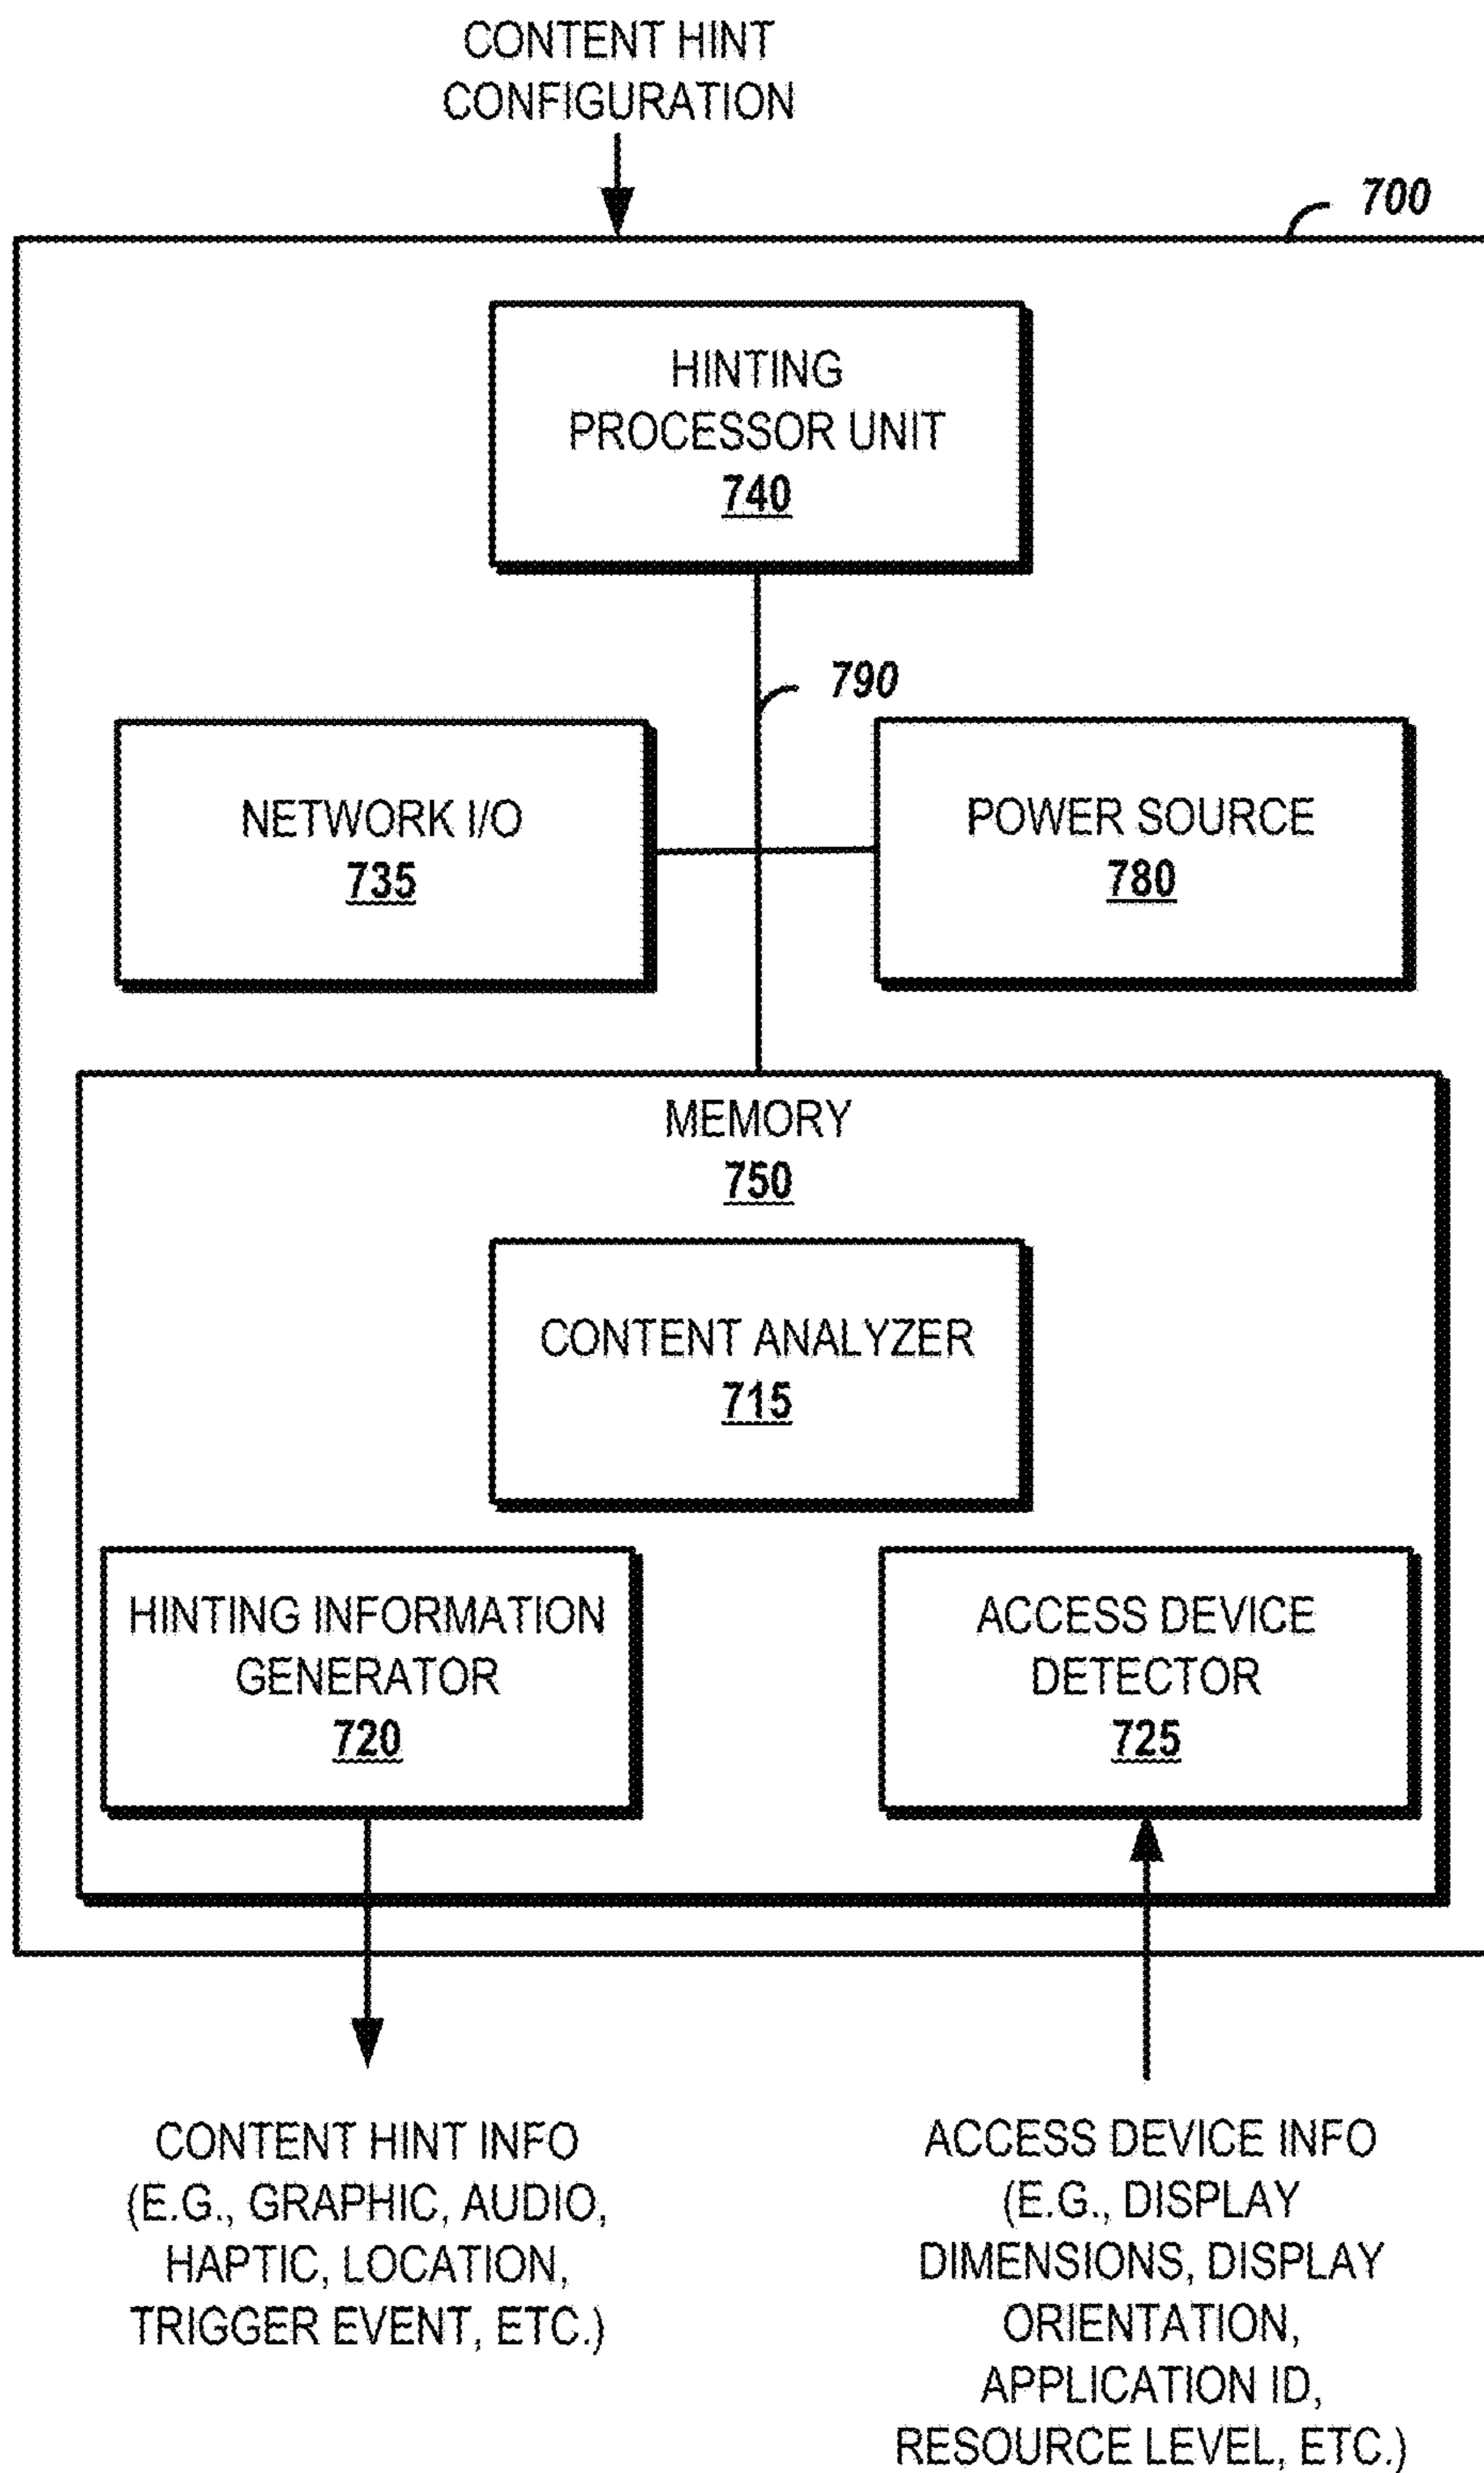 CONTENT HINT
CONFIGURATION
700
HINTING
PROCESSOR UNIT
740
790
NETWORK I/O
735
POWER SOURCE
780
MEMORY
750
CONTENT ANALYZER
715
HINTING INFORMATION
GENERATOR
720
ACCESS DEVICE
DETECTOR
725
CONTENT HINT INFO
(E.G., GRAPHIC, AUDIO,
HAPTIC, LOCATION,
TRIGGER EVENT, ETC.)
ACCESS DEVICE INFO
(E.G., DISPLAY
DIMENSIONS, DISPLAY
ORIENTATION,
APPLICATION ID,
RESOURCE LEVEL, ETC.)